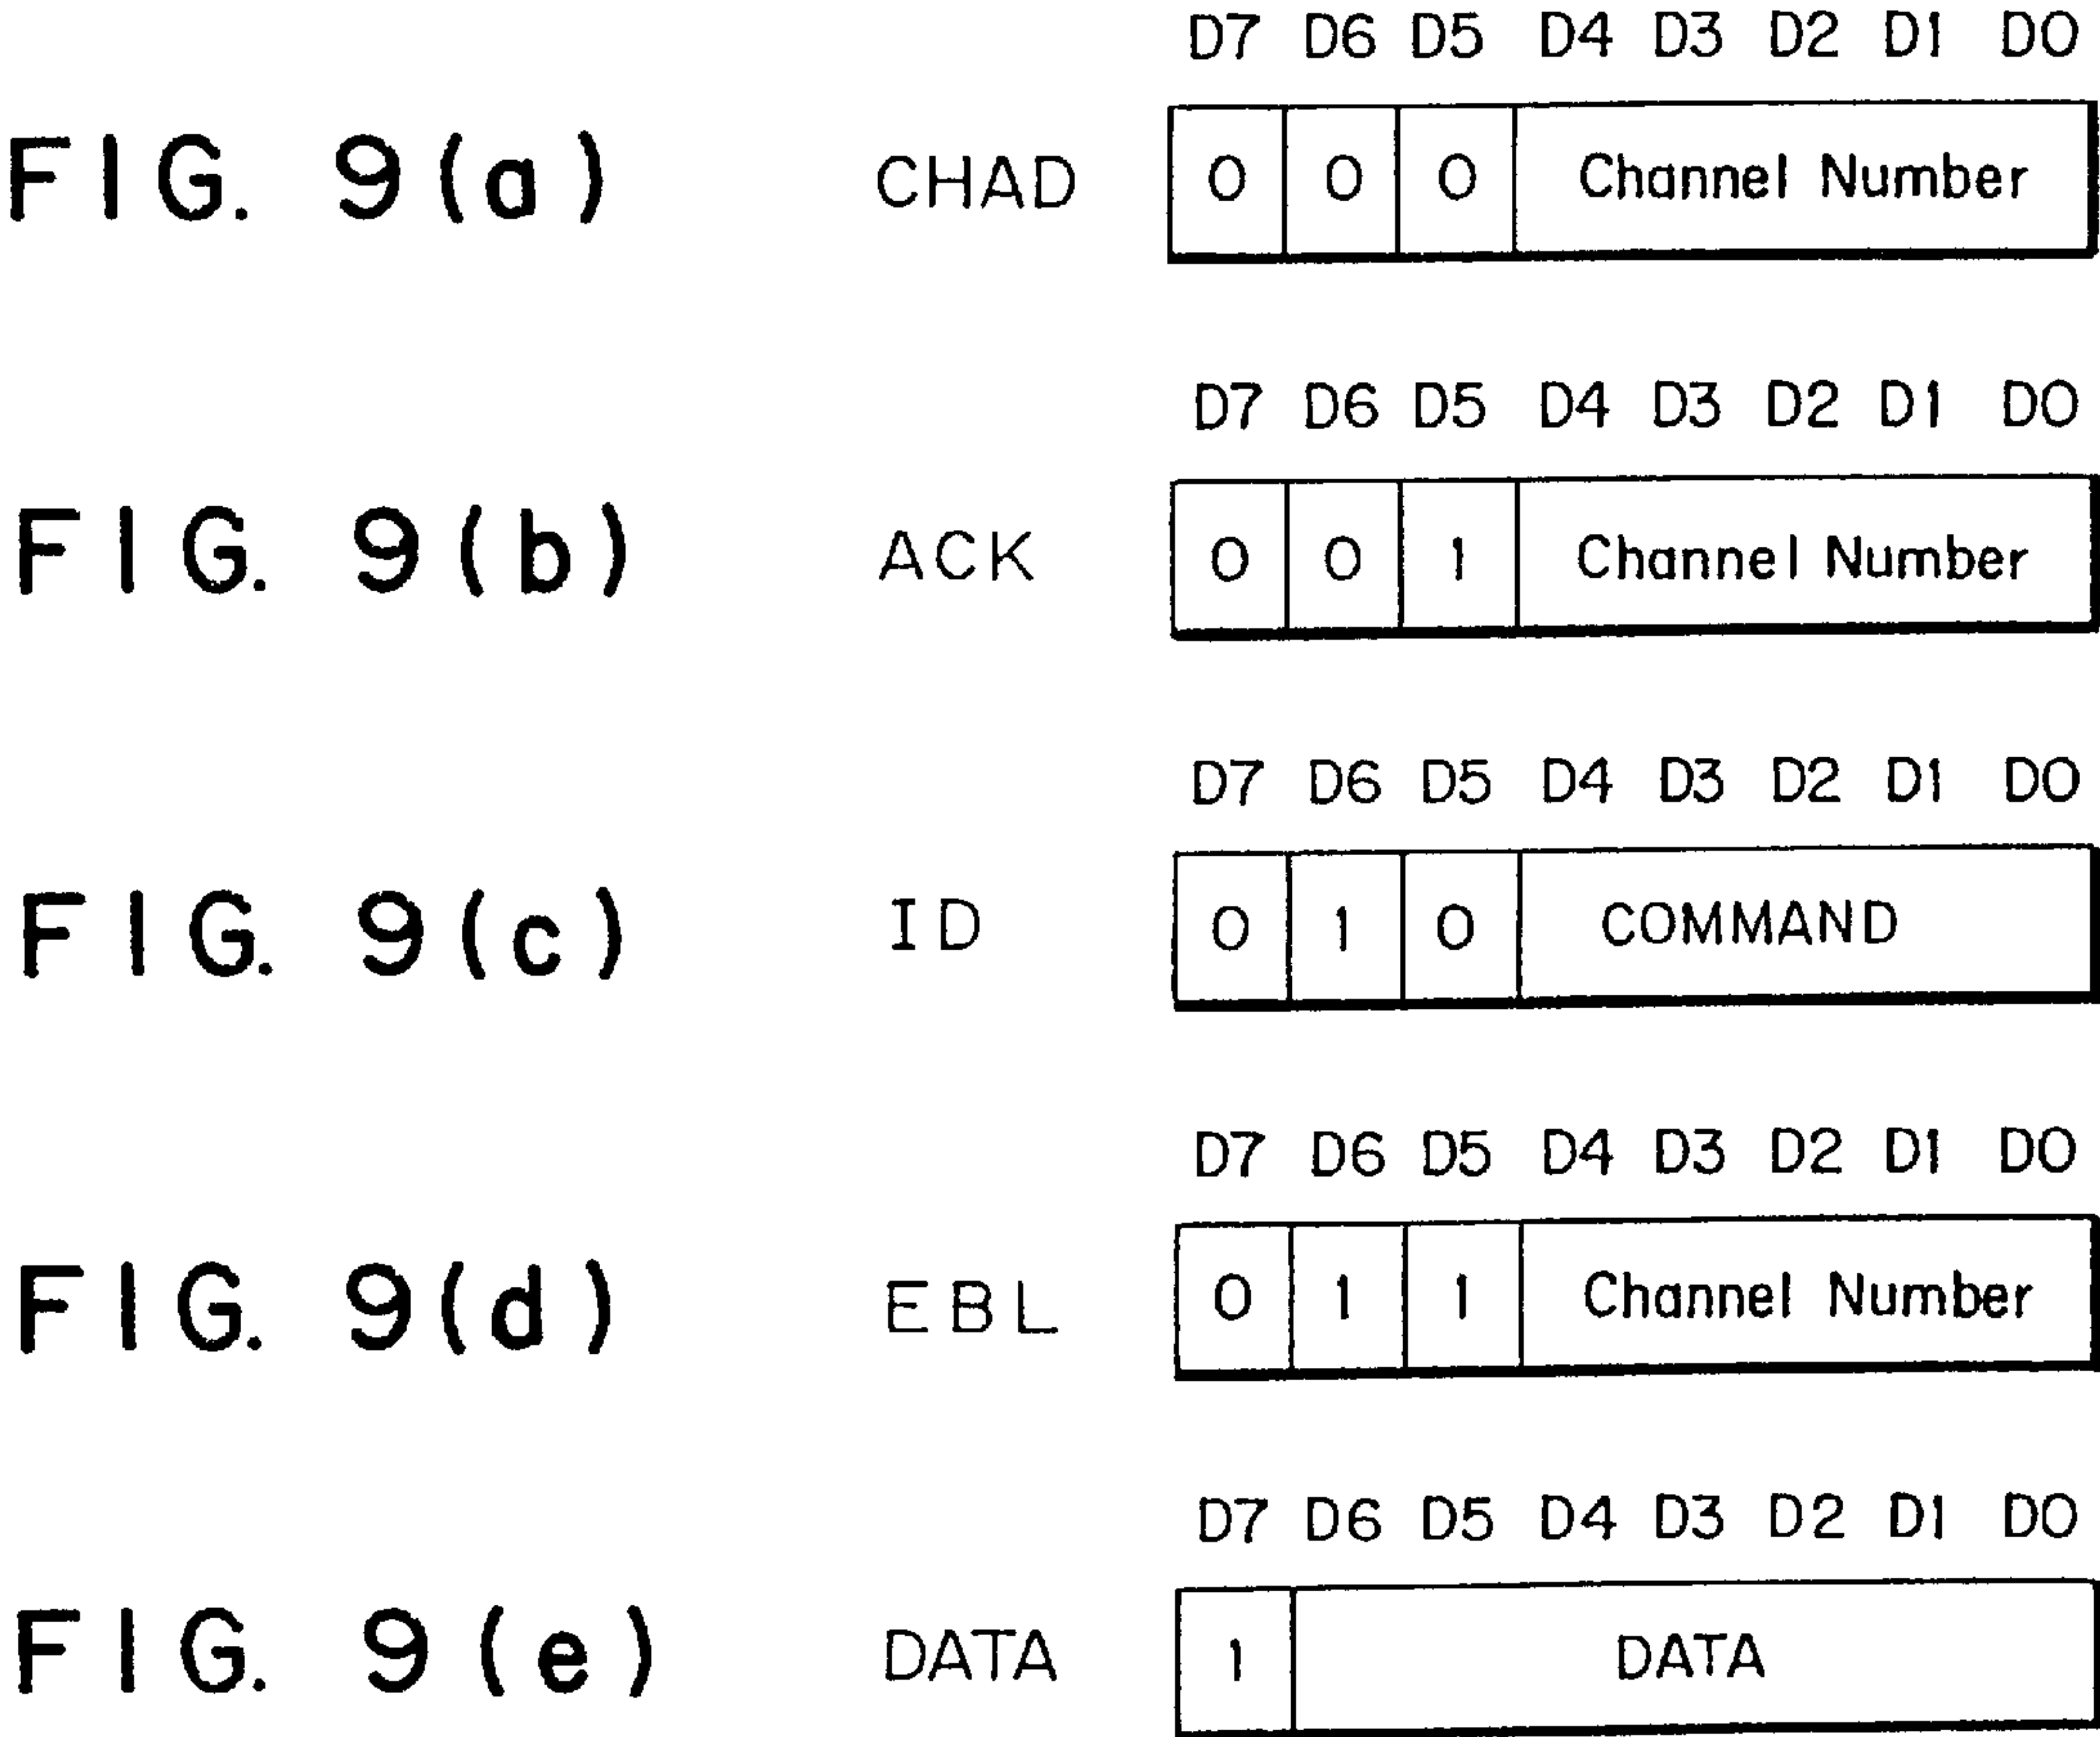 D7 D6 D5 D4 D3 D2 D1 D0
FIG. 9(a) CHAD 0 0 0 Channel Number
D7 D6 D5 D4 D3 D2 D1 D0
FIG. 9(b) ACK 0 0 1 Channel Number
D7 D6 D5 D4 D3 D2 D1 D0
FIG. 9(c) ID 0 1 0 COMMAND
D7 D6 D5 D4 D3 D2 D1 D0
FIG. 9(d) EBL 0 1 1 Channel Number
D7 D6 D5 D4 D3 D2 D1 D0
FIG. 9(e) DATA 1 DATA